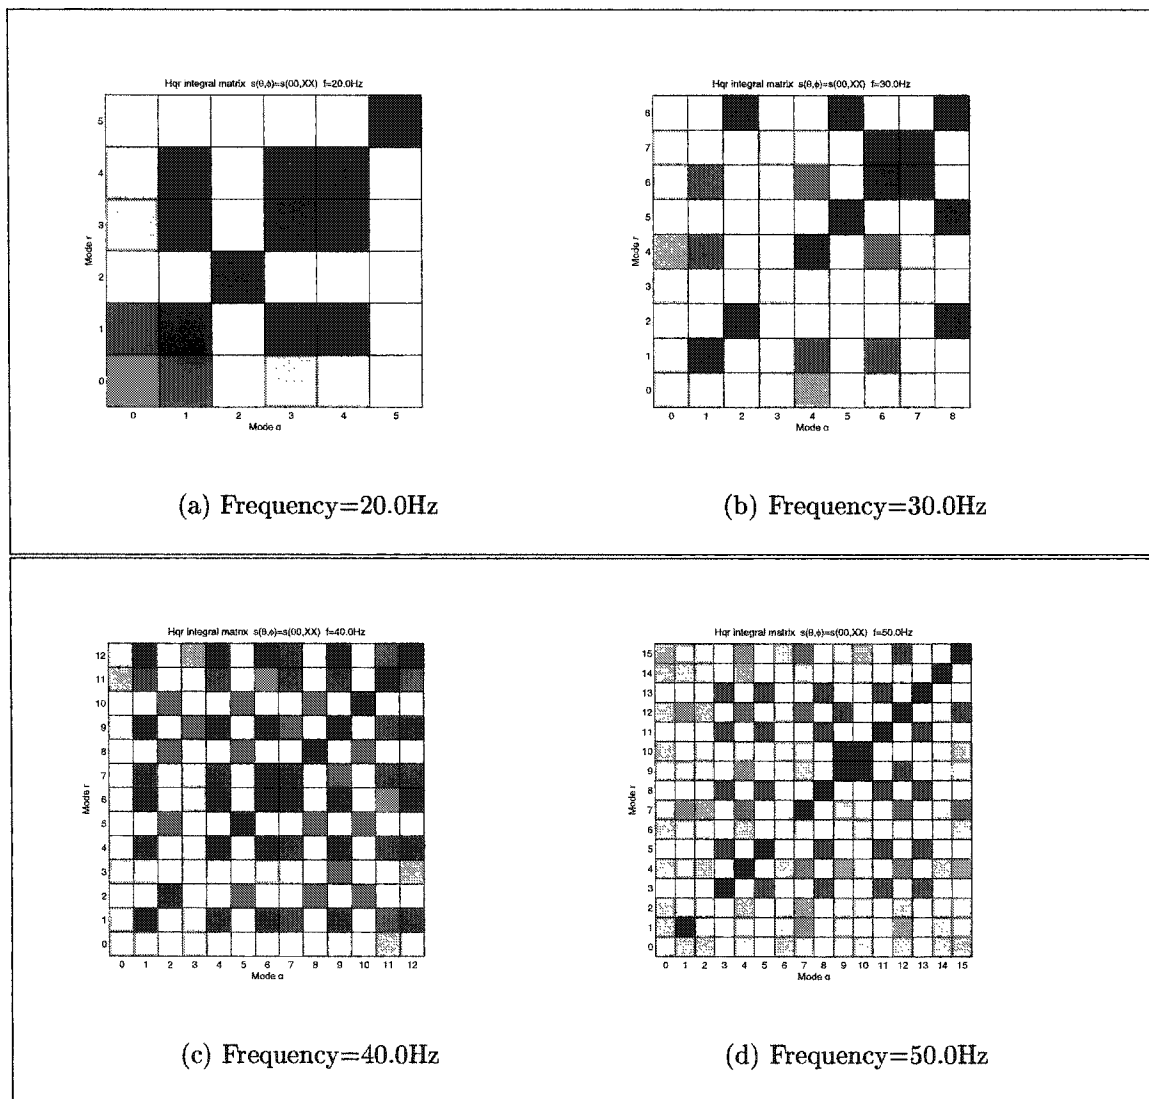 Hqr integral matrix s(θ,ϕ)=s(00,XX) f=20.0Hz
5
4
3
2
1
0
Mode r
0 1 2 3 4 5
Mode q
(a) Frequency=20.0Hz
Hqr integral matrix s(θ,ϕ)=s(00,XX) f=30.0Hz
8
7
6
5
4
3
2
1
0
Mode r
0 1 2 3 4 5 6 7 8
Mode q
(b) Frequency=30.0Hz
Hqr integral matrix s(θ,ϕ)=s(00,XX) f=40.0Hz
12
11
10
9
8
7
6
5
4
3
2
1
0
Mode r
0 1 2 3 4 5 6 7 8 9 10 11 12
Mode q
(c) Frequency=40.0Hz
Hqr integral matrix s(θ,ϕ)=s(00,XX) f=50.0Hz
15
14
13
12
11
10
9
8
7
6
5
4
3
2
1
0
Mode r
0 1 2 3 4 5 6 7 8 9 10 11 12 13 14 15
Mode q
(d) Frequency=50.0Hz